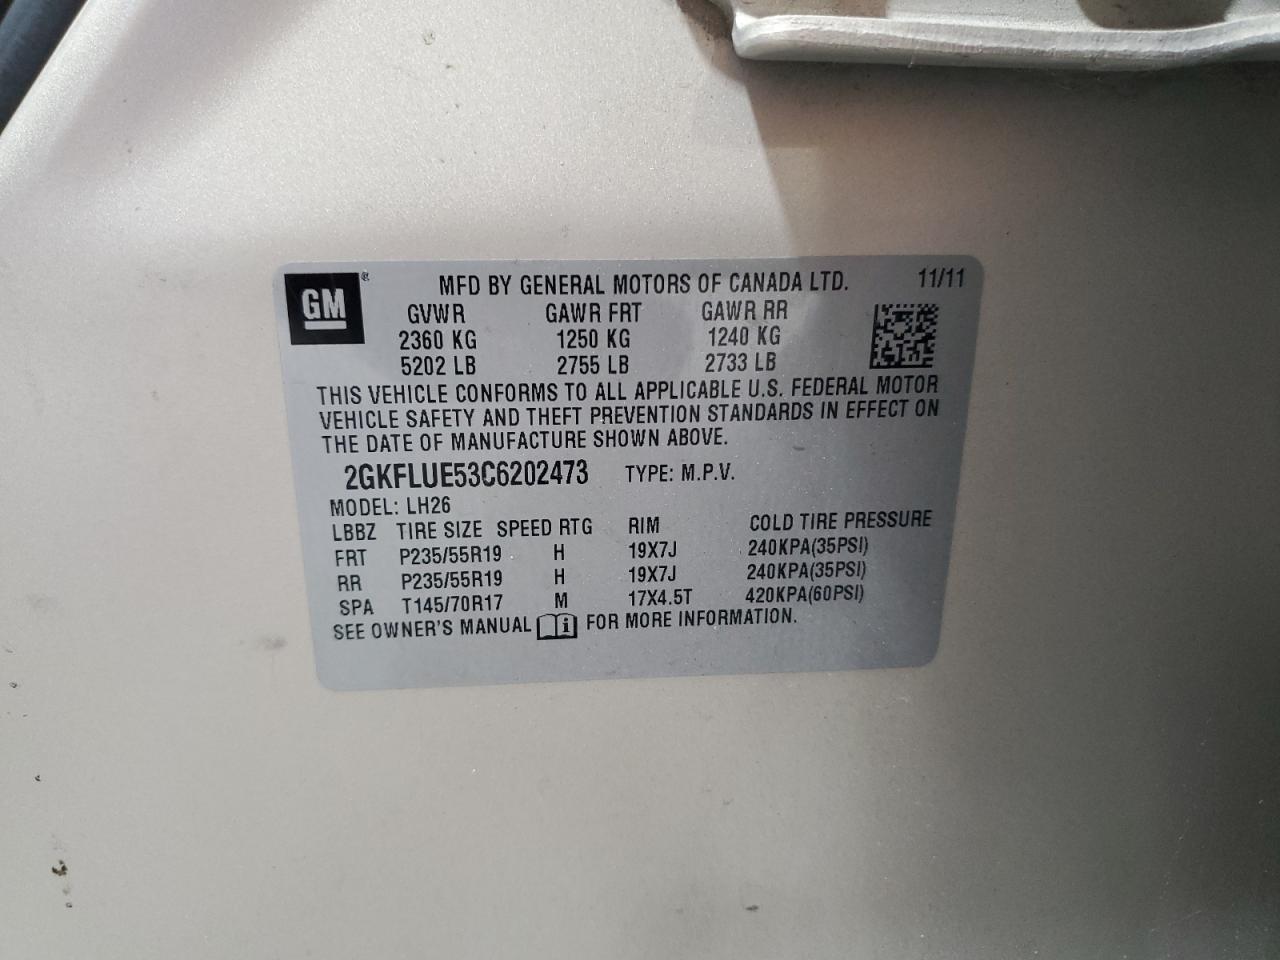 GM ® MFD BY GENERAL MOTORS OF CANADA LTD. 11/11
GVWR GAWR FRT GAWR RR
2360 KG 1250 KG 1240 KG
5202 LB 2755 LB 2733 LB
THIS VEHICLE CONFORMS TO ALL APPLICABLE U.S. FEDERAL MOTOR
VEHICLE SAFETY AND THEFT PREVENTION STANDARDS IN EFFECT ON
THE DATE OF MANUFACTURE SHOWN ABOVE.
2GKFLUE53C6202473 TYPE: M.P.V.
MODEL: LH26
LBBZ TIRE SIZE SPEED RTG RIM COLD TIRE PRESSURE
FRT P235/55R19 H 19X7J 240KPA(35PSI)
RR P235/55R19 H 19X7J 240KPA(35PSI)
SPA T145/70R17 M 17X4.5T 420KPA(60PSI)
SEE OWNER'S MANUAL i FOR MORE INFORMATION.